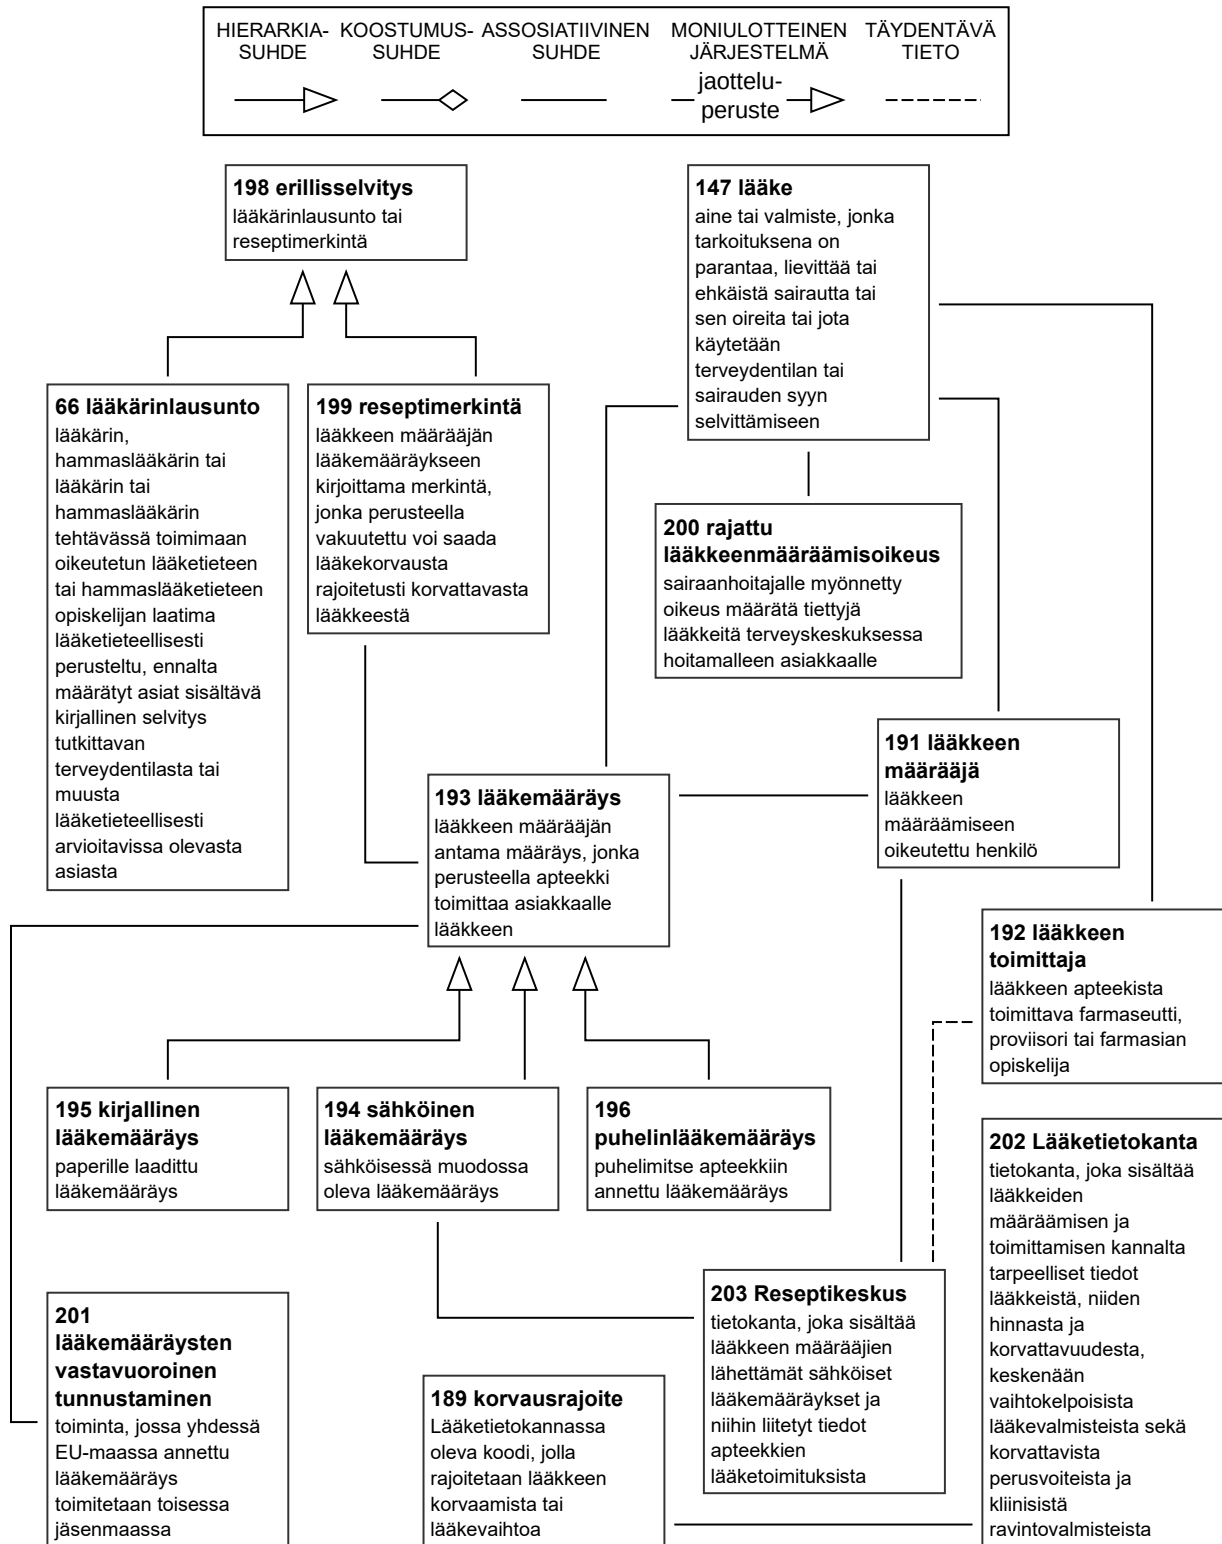 HIERARKIA-
SUHDE
KOOSTUMUS-
SUHDE
ASSOSIATIIVINEN
SUHDE
MONIULOTTEINEN
JÄRJESTELMÄ
TÄYDENTÄVÄ
TIETO
jaottelu-
peruste
198 erillisselvitys
lääkärinlausunto tai
reseptimerkintä
147 lääke
aine tai valmiste, jonka
tarkoituksena on
parantaa, lievittää tai
ehkäistä sairautta tai
sen oireita tai jota
käytetään
terveydentilan tai
sairauden syyn
selvittämiseen
66 lääkärinlausunto
lääkärin,
hammaslääkärin tai
lääkärin tai
hammaslääkärin
tehtävässä toimimaan
oikeutetun lääketieteen
tai hammaslääketieteen
opiskelijan laatima
lääketieteellisesti
perusteltu, ennalta
määrätyt asiat sisältävä
kirjallinen selvitys
tutkittavan
terveydentilasta tai
muusta
lääketieteellisesti
arvioitavissa olevasta
asiasta
199 reseptimerkintä
lääkkeen määrääjän
lääkemääräykseen
kirjoittama merkintä,
jonka perusteella
vakuutettu voi saada
lääkekorvausta
rajoitetusti korvattavasta
lääkkeestä
200 rajattu
lääkkeenmääräämisoikeus
sairaanhoitajalle myönnetty
oikeus määrätä tiettyjä
lääkkeitä terveyskeskuksessa
hoitamalleen asiakkaalle
191 lääkkeen
määrääjä
lääkkeen
määräämiseen
oikeutettu henkilö
193 lääkemääräys
lääkkeen määrääjän
antama määräys, jonka
perusteella apteekki
toimittaa asiakkaalle
lääkkeen
192 lääkkeen
toimittaja
lääkkeen apteekista
toimittava farmaseutti,
proviisori tai farmasian
opiskelija
195 kirjallinen
lääkemääräys
paperille laadittu
lääkemääräys
194 sähköinen
lääkemääräys
sähköisessä muodossa
oleva lääkemääräys
196
puhelinlääkemääräys
puhelimitse apteekkiin
annettu lääkemääräys
202 Lääketietokanta
tietokanta, joka sisältää
lääkkeiden
määräämisen ja
toimittamisen kannalta
tarpeelliset tiedot
lääkkeistä, niiden
hinnasta ja
korvattavuudesta,
keskenään
vaihtokelpoisista
lääkevalmisteista sekä
korvattavista
perusvoiteista ja
kliinisistä
ravintovalmisteista
203 Reseptikeskus
tietokanta, joka sisältää
lääkkeen määrääjien
lähettämät sähköiset
lääkemääräykset ja
niihin liitetyt tiedot
apteekkien
lääketoimituksista
201
lääkemääräysten
vastavuoroinen
tunnustaminen
toiminta, jossa yhdessä
EU-maassa annettu
lääkemääräys
toimitetaan toisessa
jäsenmaassa
189 korvausrajoite
Lääketietokannassa
oleva koodi, jolla
rajoitetaan lääkkeen
korvaamista tai
lääkevaihtoa